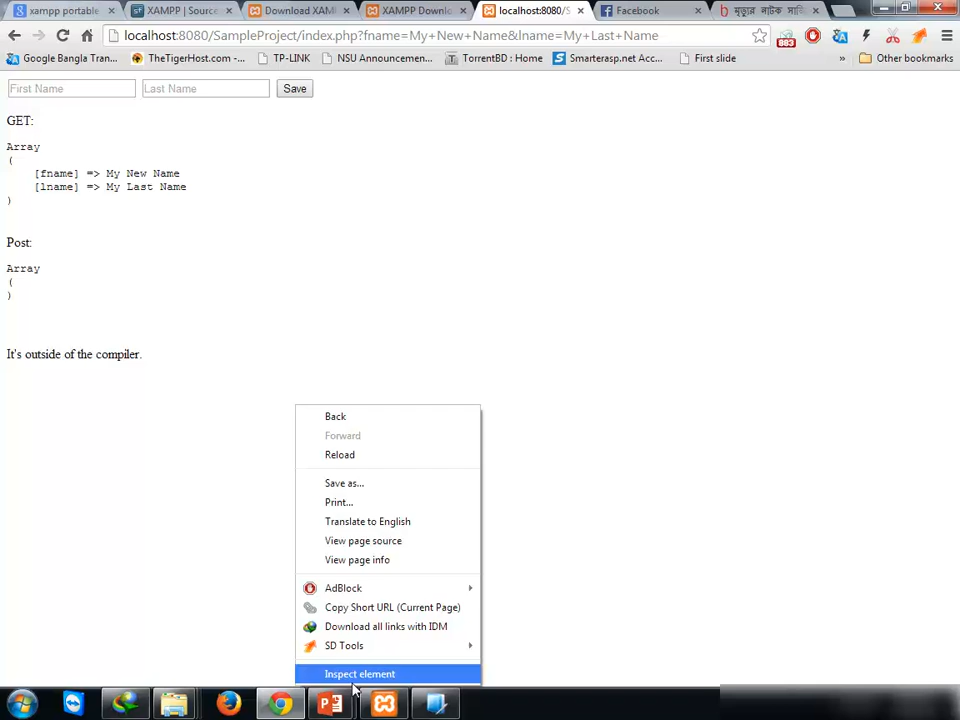 xampp portable
XAMPP | Source
Download XAM
XAMPP Downlo
localhost:8080/S
Facebook
মৃত্যুর নাটক সাজি
localhost:8080/SampleProject/index.php?fname=My+New+Name&lname=My+Last+Name
883
Google Bangla Tran...
TheTigerHost.com -...
TP-LINK
NSU Announcemen...
TorrentBD : Home
Smarterasp.net Acc...
First slide
»
Other bookmarks
First Name
Last Name
Save
GET:
Array
(
[fname] => My New Name
[lname] => My Last Name
)
Post:
Array
(
)
It's outside of the compiler.
Back
Forward
Reload
Save as...
Print...
Translate to English
View page source
View page info
AdBlock
Copy Short URL (Current Page)
Download all links with IDM
SD Tools
Inspect element